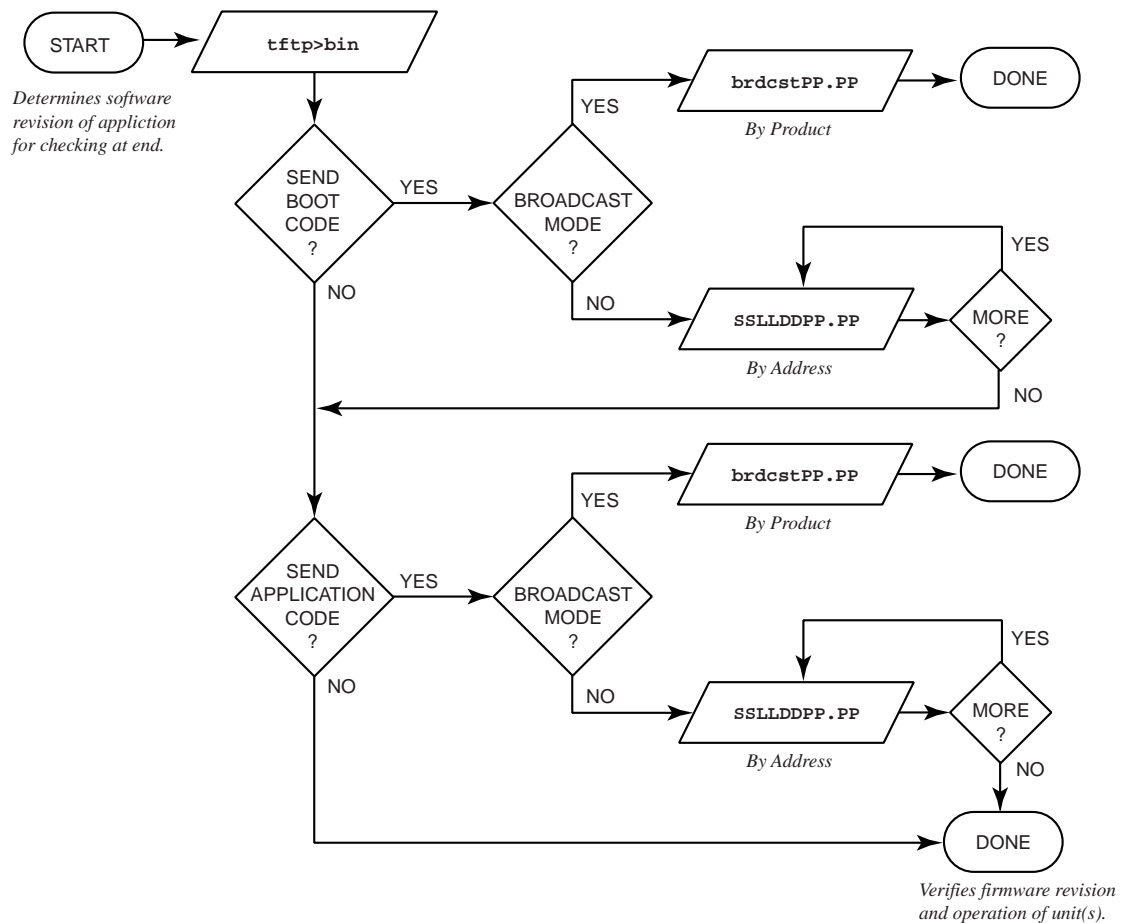 START
tftp>bin
Determines software
revision of appliction
for checking at end.
SEND
BOOT
CODE
?
YES
NO
BROADCAST
MODE
?
YES
brdcstPP.PP
By Product
DONE
NO
SSLLDDPP.PP
By Address
MORE
?
YES
NO
SEND
APPLICATION
CODE
?
YES
NO
BROADCAST
MODE
?
YES
brdcstPP.PP
By Product
DONE
NO
SSLLDDPP.PP
By Address
MORE
?
YES
NO
DONE
Verifies firmware revision
and operation of unit(s).